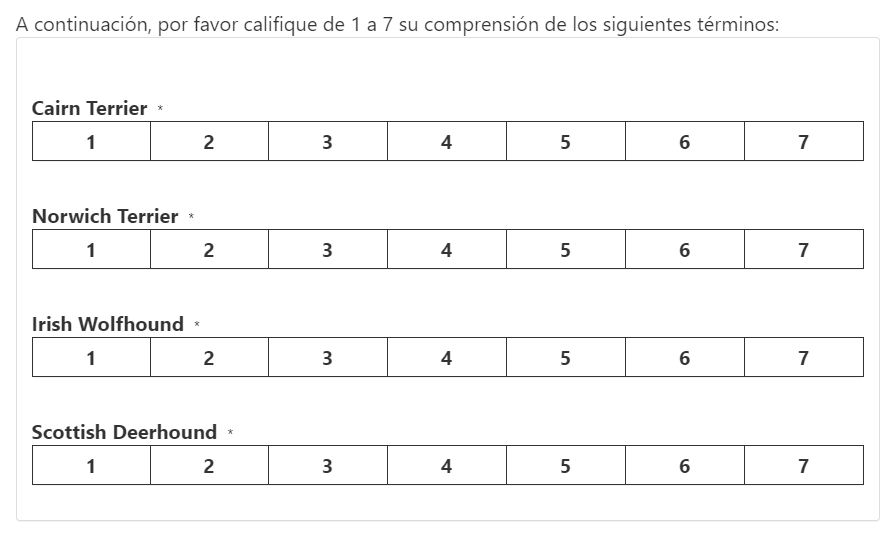 A continuación, por favor califique de 1 a 7 su comprensión de los siguientes términos:
Cairn Terrier *
1 2 3 4 5 6 7
Norwich Terrier *
1 2 3 4 5 6 7
Irish Wolfhound *
1 2 3 4 5 6 7
Scottish Deerhound *
1 2 3 4 5 6 7